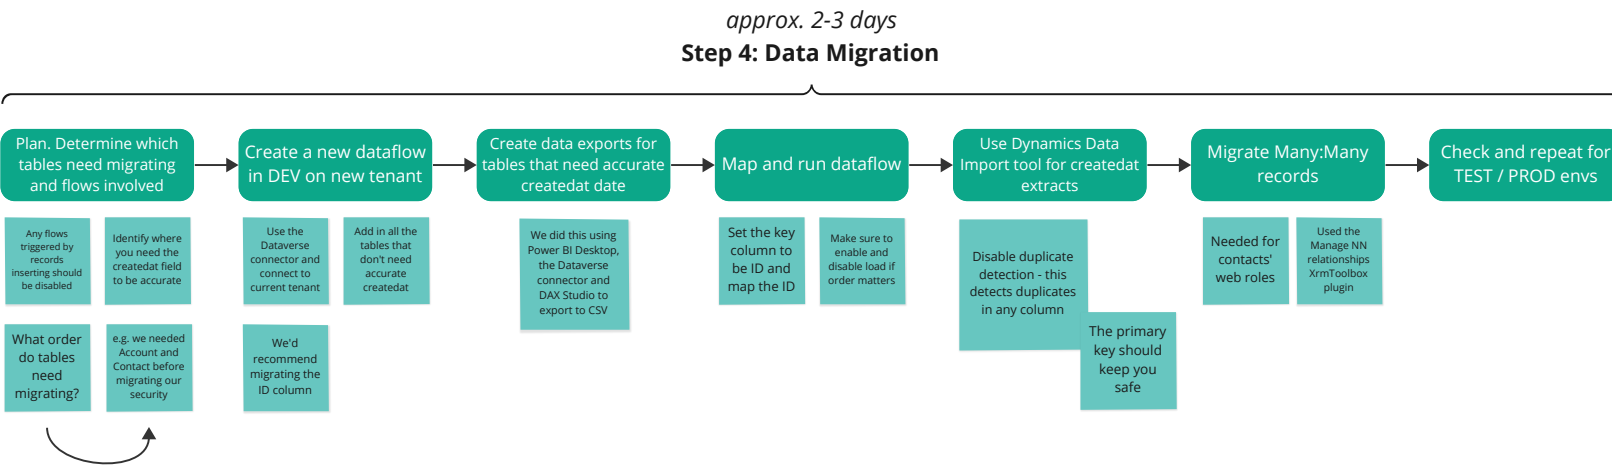 approx. 2-3 days
Step 4: Data Migration
Plan. Determine which
tables need migrating
and flows involved
Create a new dataflow
in DEV on new tenant
Create data exports for
tables that need accurate
createdat date
Map and run dataflow
Use Dynamics Data
Import tool for createdat
extracts
Migrate Many:Many
records
Check and repeat for
TEST / PROD envs
Any flows
triggered by
records
inserting should
be disabled
Identify where
you need the
createdat field
to be accurate
What order
do tables
need
migrating?
e.g. we needed
Account and
Contact before
migrating our
security
Use the
Dataverse
connector and
connect to
current tenant
Add in all the
tables that
don't need
accurate
createdat
We'd
recommend
migrating the
ID column
We did this using
Power BI Desktop,
the Dataverse
connector and
DAX Studio to
export to CSV
Set the key
column to
be ID and
map the ID
Make sure to
enable and
disable load if
order matters
Disable duplicate
detection - this
detects duplicates
in any column
The primary
key should
keep you
safe
Needed for
contacts'
web roles
Used the
Manage NN
relationships
XrmToolbox
plugin